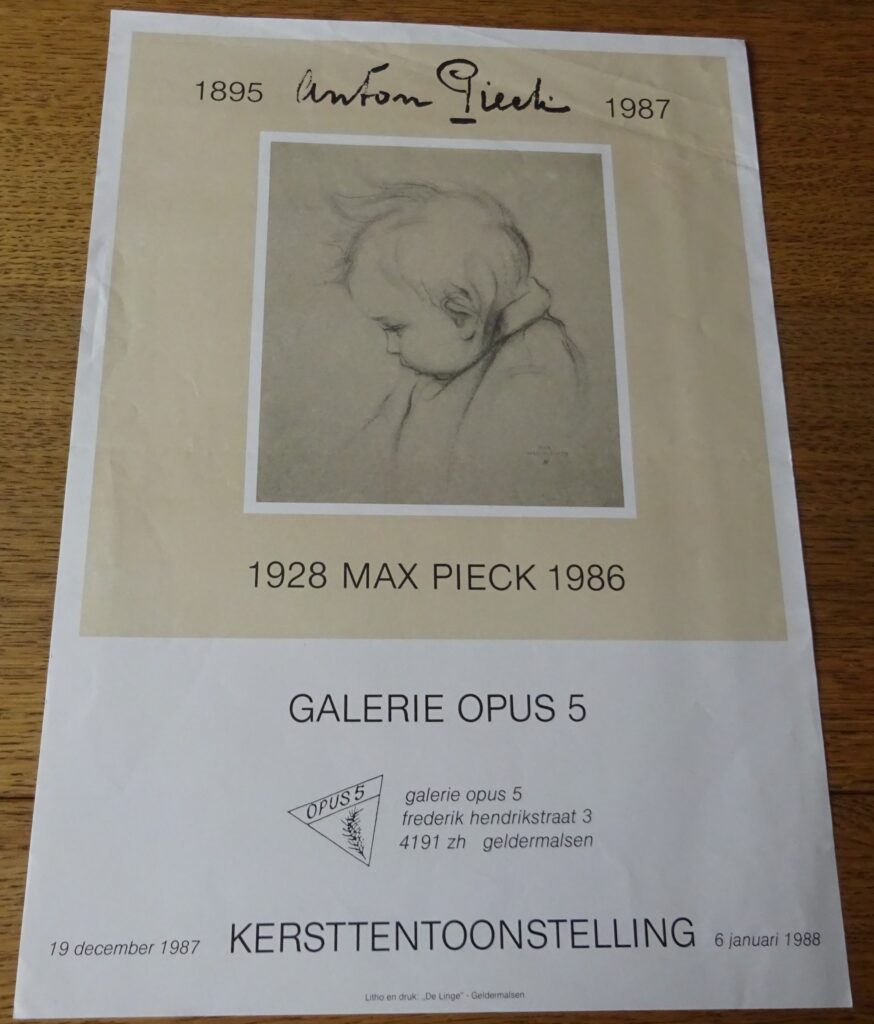 1895 Anton Pieck 1987
1928 MAX PIECK 1986
GALERIE OPUS 5
OPUS 5
galerie opus 5
frederik hendrikstraat 3
4191 zh geldermalsen
19 december 1987 KERSTTENTOONSTELLING 6 januari 1988
Litho en druk: „De Linge" - Geldermalsen